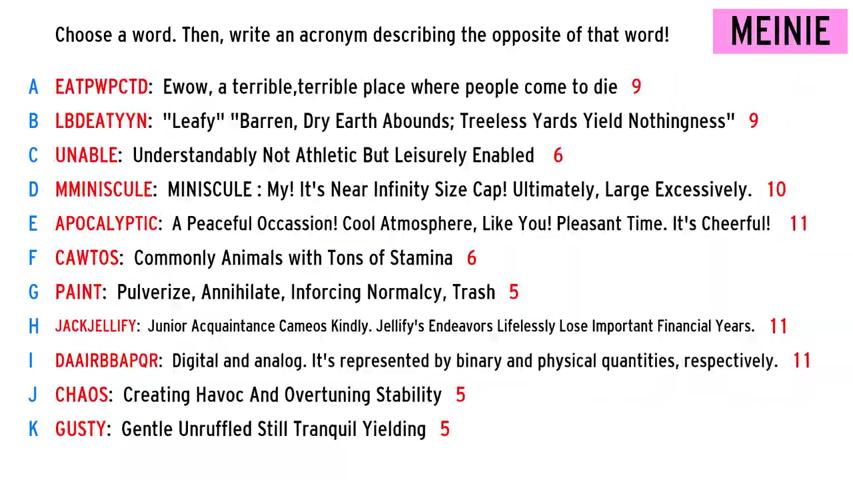 Choose a word. Then, write an acronym describing the opposite of that word!
MEINIE
A EATPWPCTD: Ewow, a terrible,terrible place where people come to die 9
B LBDEATYYN: "Leafy" "Barren, Dry Earth Abounds; Treeless Yards Yield Nothingness" 9
C UNABLE: Understandably Not Athletic But Leisurely Enabled 6
D MMINISCULE: MINISCULE : My! It's Near Infinity Size Cap! Ultimately, Large Excessively. 10
E APOCALYPTIC: A Peaceful Occassion! Cool Atmosphere, Like You! Pleasant Time. It's Cheerful! 11
F CAWTOS: Commonly Animals with Tons of Stamina 6
G PAINT: Pulverize, Annihilate, Inforcing Normalcy, Trash 5
H JACKJELLIFY: Junior Acquaintance Cameos Kindly. Jellify's Endeavors Lifelessly Lose Important Financial Years. 11
I DAAIRBBAPQR: Digital and analog. It's represented by binary and physical quantities, respectively. 11
J CHAOS: Creating Havoc And Overtuning Stability 5
K GUSTY: Gentle Unruffled Still Tranquil Yielding 5